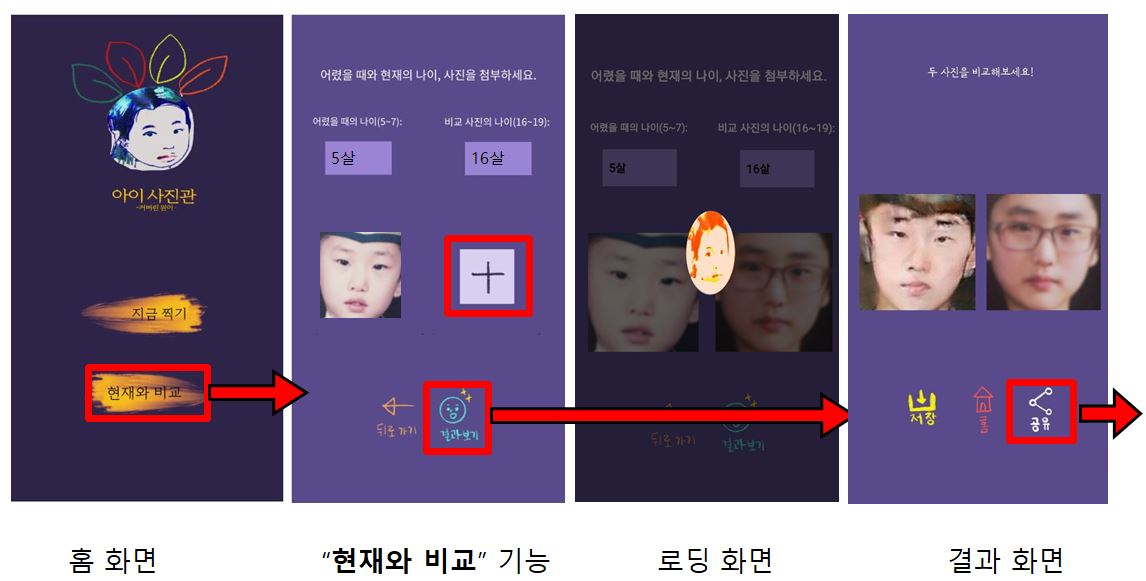 아이 사진관
-커버린 원이-
지금 찍기
현재와 비교
어렸을 때와 현재의 나이, 사진을 첨부하세요.
어렸을 때의 나이(5~7):
비교 사진의 나이(16~19):
5살
16살
뒤로 가기
결과보기
어렸을 때와 현재의 나이, 사진을 첨부하세요.
어렸을 때의 나이(5~7):
비교 사진의 나이(16~19):
5살
16살
뒤로 가기
결과보기
두 사진을 비교해보세요!
저장
홈
공유
홈 화면
“현재와 비교” 기능
로딩 화면
결과 화면